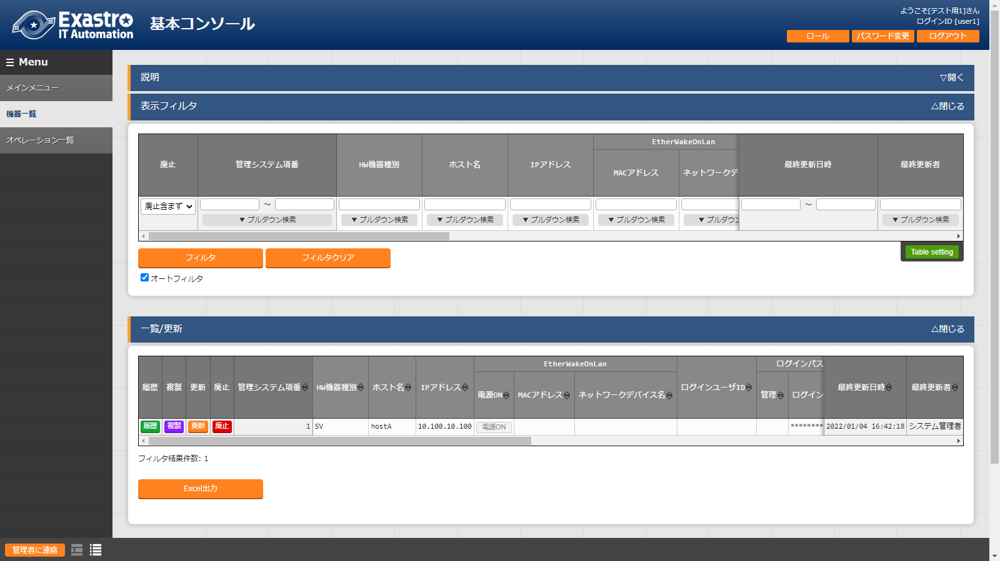 Exastro
IT Automation
基本コンソール
ようこそ[テスト用1]さん
ログインID [user1]
ロール パスワード変更 ログアウト
Menu
メインメニュー
機器一覧
オペレーション一覧
説明 ▽開く
表示フィルタ △閉じる
廃止 管理システム項番 HW機器種別 ホスト名 IPアドレス EtherWakeOnLan 最終更新日時 最終更新者
MACアドレス ネットワークデ
廃止含まず ～ ～
▼ プルダウン検索 ▼ プルダウン検索 ▼ プルダウン検索 ▼ プルダウン検索 ▼ プルダウン検索 ▼ プルダウン ▼ プルダウン検索
フィルタ フィルタクリア Table setting
オートフィルタ
一覧/更新 △閉じる
履歴 複製 更新 廃止 管理システム項番 HW機器種別 ホスト名 IPアドレス EtherWakeOnLan ログインユーザID ログインパス 最終更新日時 最終更新者
電源ON MACアドレス ネットワークデバイス名 管理 ログイン
履歴 複製 更新 廃止 1 SV hostA 10.100.10.100 電源ON ******** 2022/01/04 16:42:18 システム管理者
フィルタ結果件数: 1
Excel出力
管理者に連絡